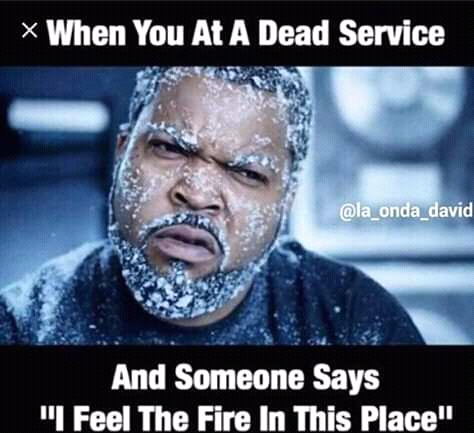 × When You At A Dead Service
@la_onda_david
And Someone Says
"I Feel The Fire In This Place"